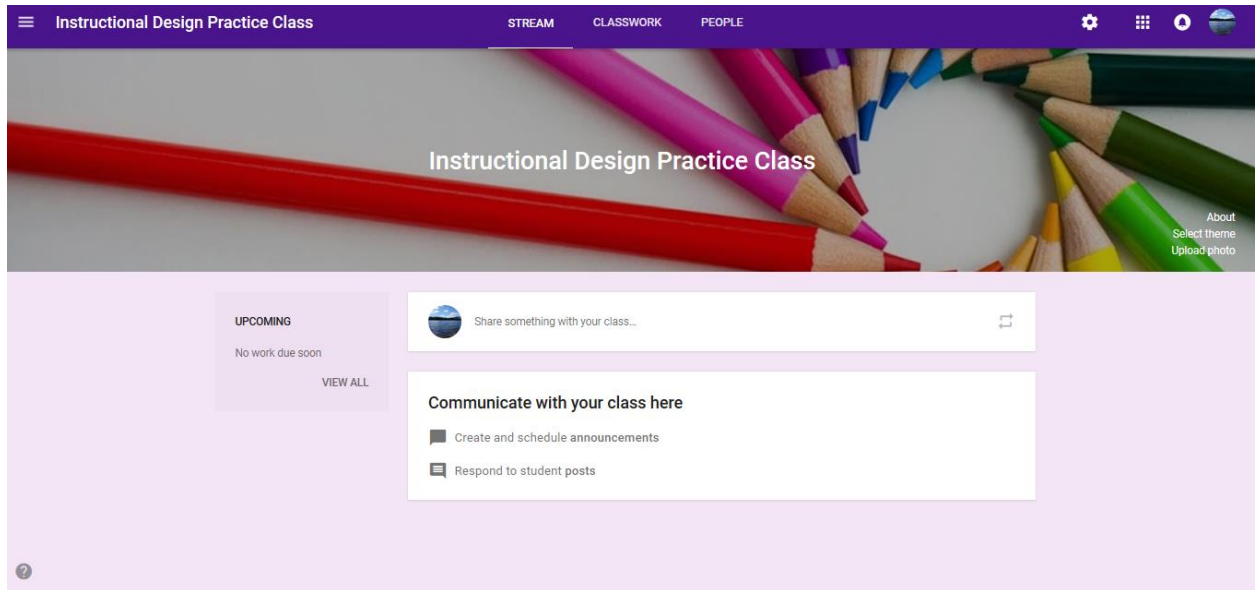 Instructional Design Practice Class
STREAM
CLASSWORK
PEOPLE
Instructional Design Practice Class
About
Select theme
Upload photo
UPCOMING
No work due soon
VIEW ALL
Share something with your class...
Communicate with your class here
Create and schedule announcements
Respond to student posts